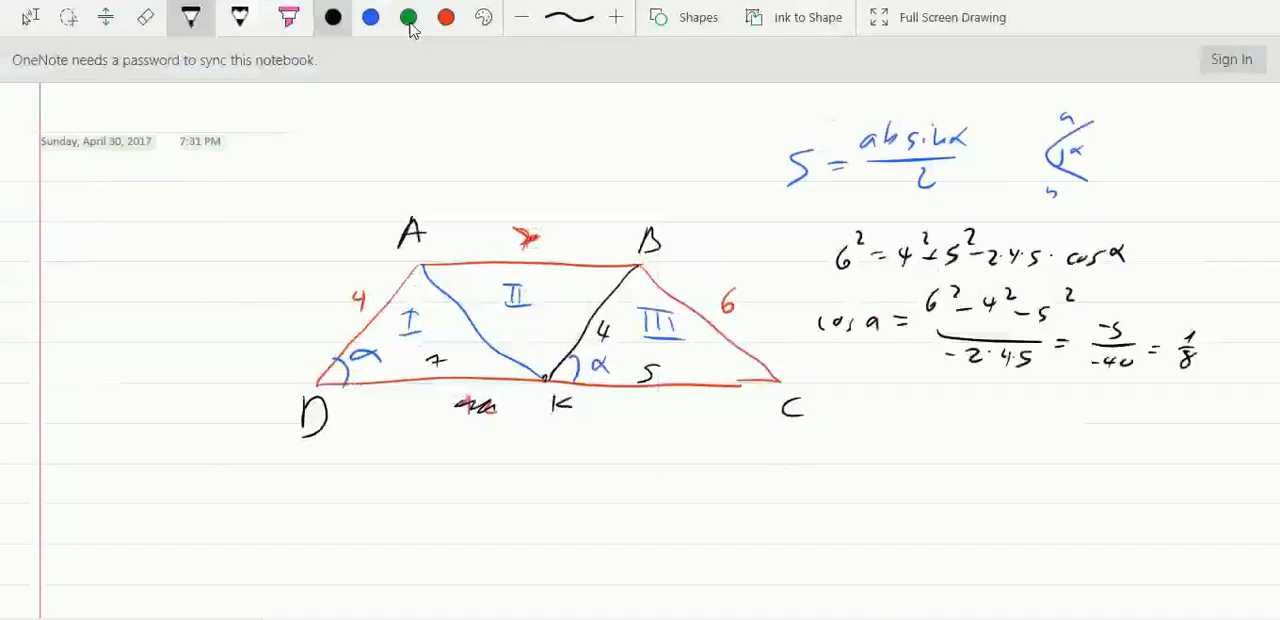 Shapes Ink to Shape Full Screen Drawing
OneNote needs a password to sync this notebook. Sign In
Sunday, April 30, 2017 7:31 PM
S = ab sinα / 2
a
α
b
6² = 4² + 5² - 2·4·5 · cos α
cos α = 6² - 4² - 5² / -2·4·5 = -5 / -40 = 1/8
A B
4 I II 4 III 6
α 7 α 5
D K C